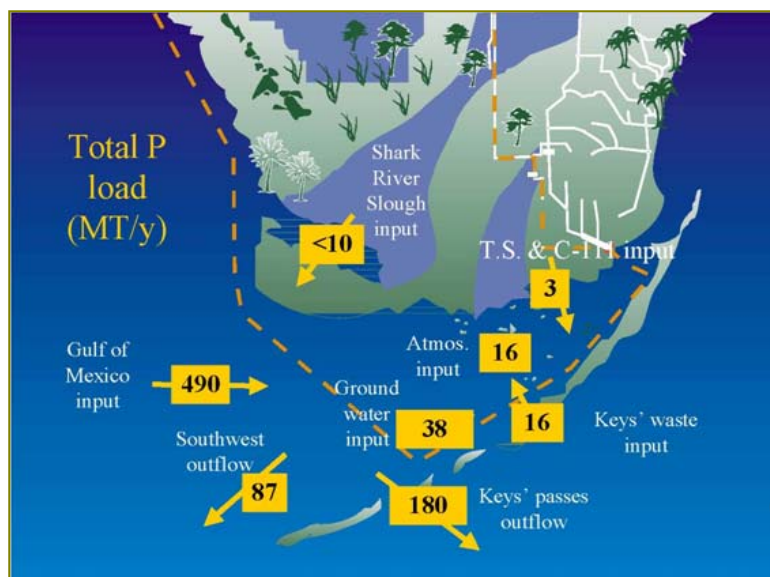 Total P
load
(MT/y)
Shark
River
Slough
input
<10
T.S. & C-111 input
3
Gulf of
Mexico
input
490
Atmos.
input
16
Ground
water
input
38
16
Keys’ waste
input
Southwest
outflow
87
180
Keys’ passes
outflow